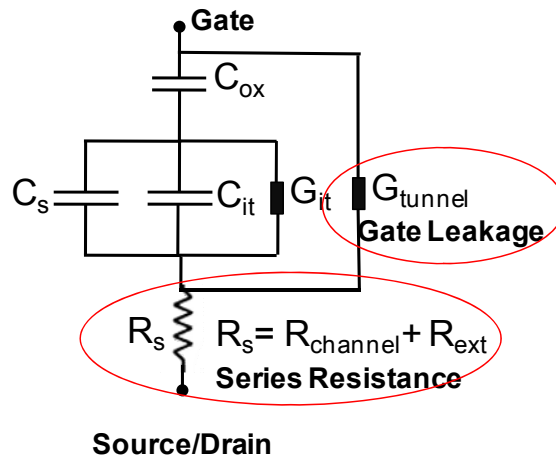 Gate
C_ox
C_s
C_it
G_it
G_tunnel
Gate Leakage
R_s
R_s= R_channel+ R_ext
Series Resistance
Source/Drain